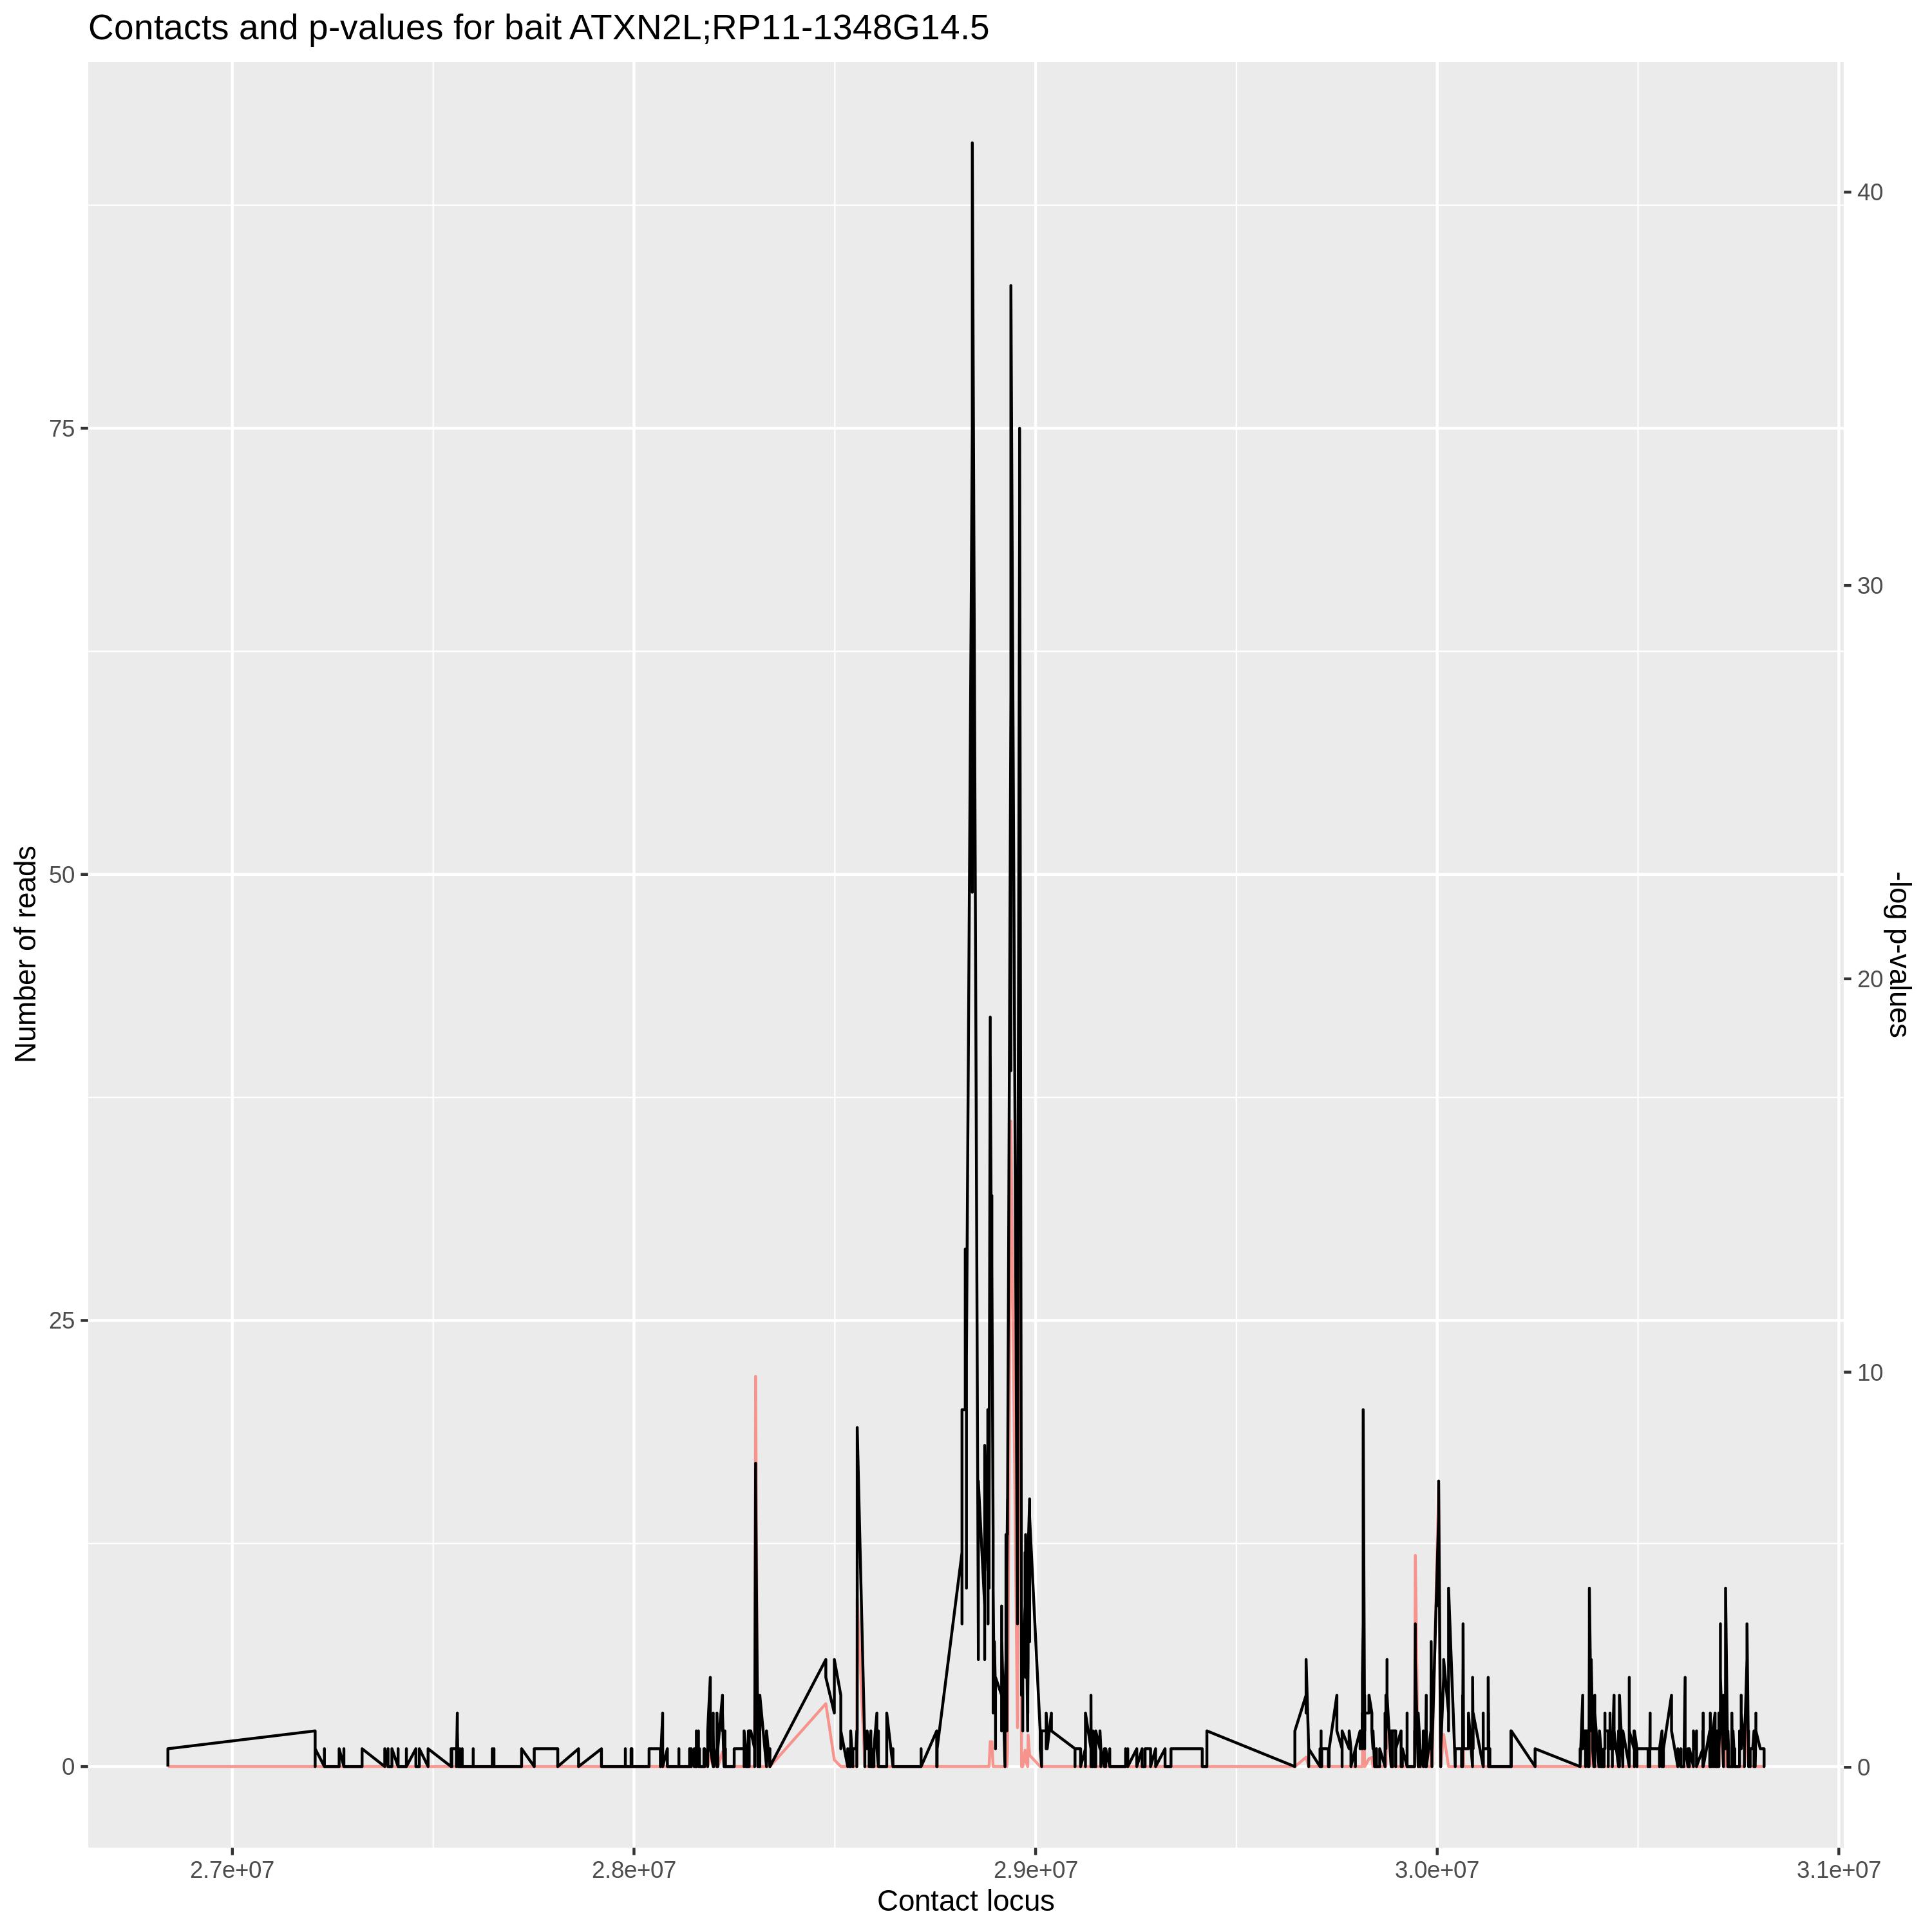 Contacts and p-values for bait ATXN2L;RP11-1348G14.5
40
75
30
50
20
Number of reads
-log p-values
25
10
0
0
2.7e+07
2.8e+07
2.9e+07
3.0e+07
3.1e+07
Contact locus